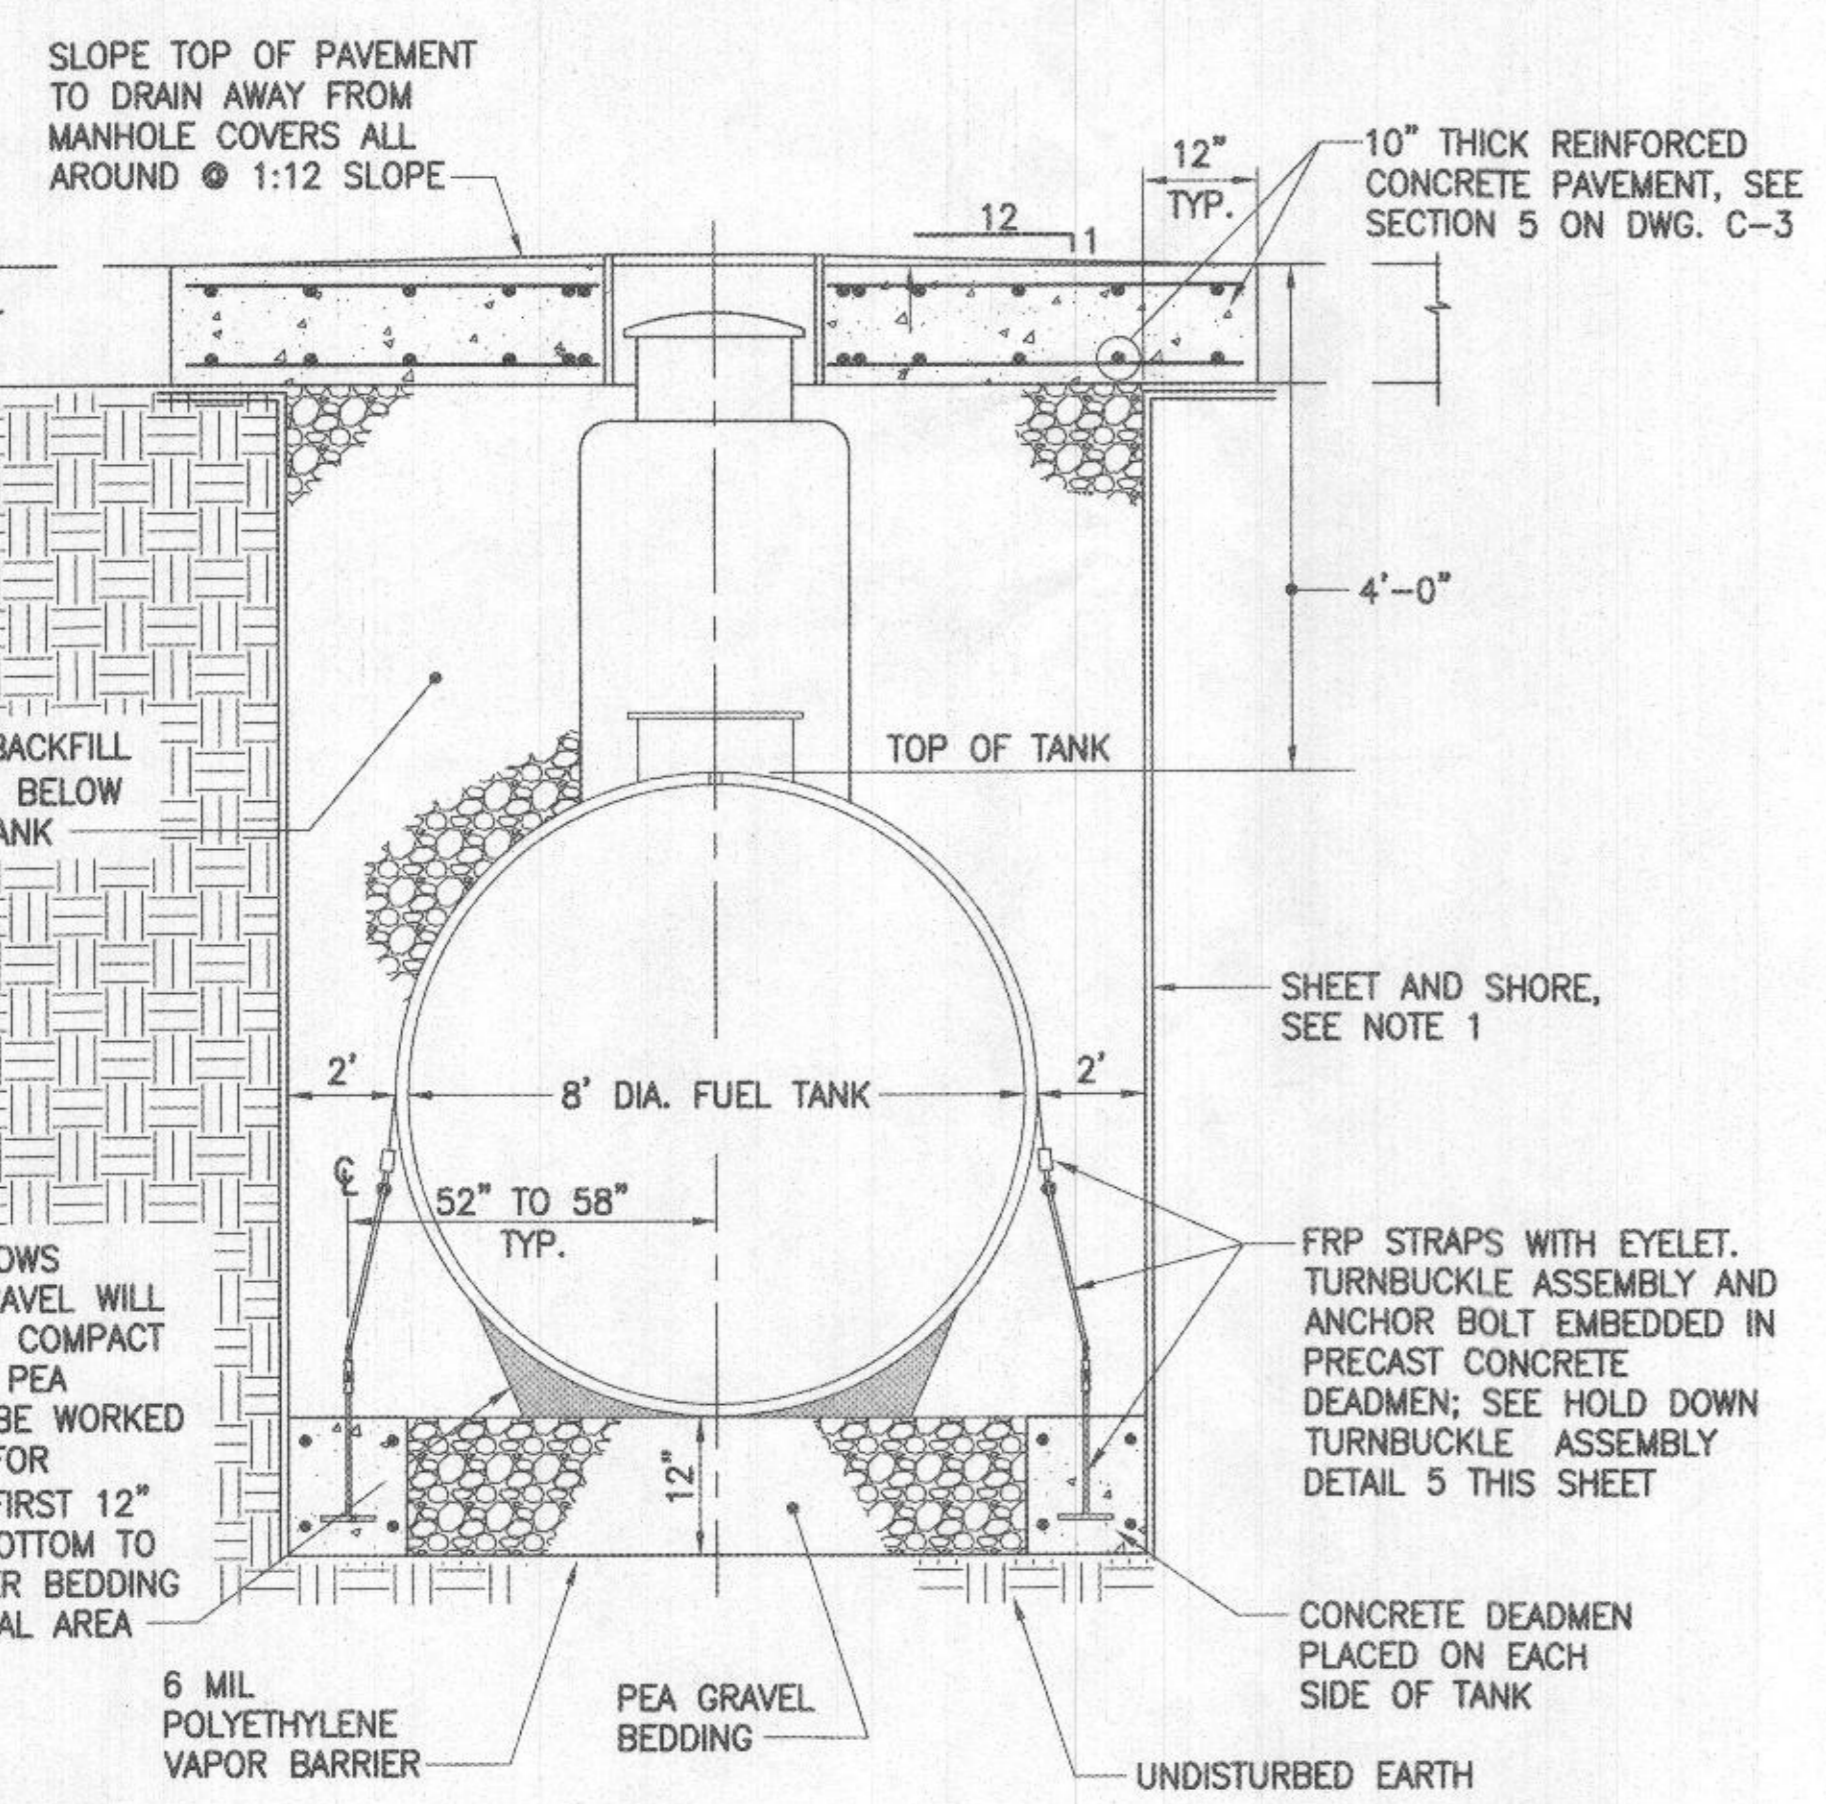 SLOPE TOP OF PAVEMENT
TO DRAIN AWAY FROM
MANHOLE COVERS ALL
AROUND @ 1:12 SLOPE
12
1
12"
TYP.
10" THICK REINFORCED
CONCRETE PAVEMENT, SEE
SECTION 5 ON DWG. C-3
4'-0"
TOP OF TANK
BACKFILL
BELOW
ANK
SHEET AND SHORE,
SEE NOTE 1
2'
8' DIA. FUEL TANK
2'
℄
52" TO 58"
TYP.
OWS
AVEL WILL
COMPACT
PEA
BE WORKED
FOR
FIRST 12"
OTTOM TO
ER BEDDING
AL AREA
FRP STRAPS WITH EYELET.
TURNBUCKLE ASSEMBLY AND
ANCHOR BOLT EMBEDDED IN
PRECAST CONCRETE
DEADMEN; SEE HOLD DOWN
TURNBUCKLE ASSEMBLY
DETAIL 5 THIS SHEET
12"
CONCRETE DEADMEN
PLACED ON EACH
SIDE OF TANK
6 MIL
POLYETHYLENE
VAPOR BARRIER
PEA GRAVEL
BEDDING
UNDISTURBED EARTH